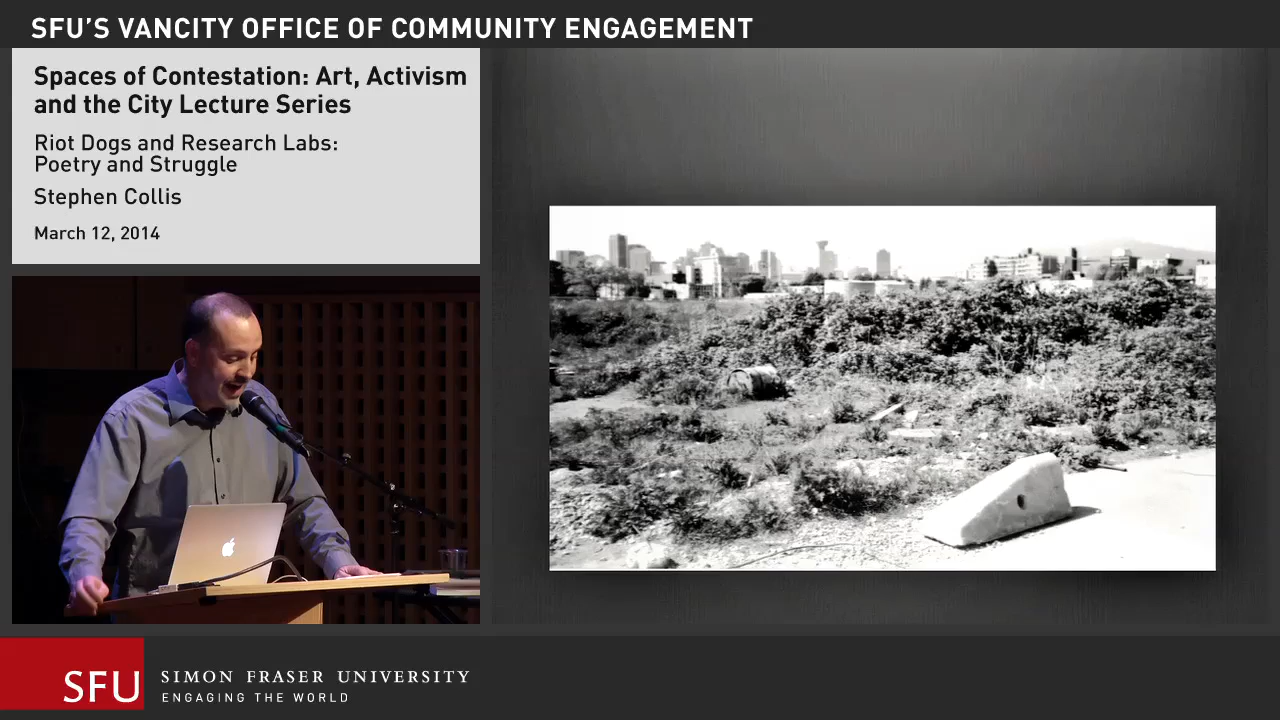 SFU'S VANCITY OFFICE OF COMMUNITY ENGAGEMENT
Spaces of Contestation: Art, Activism
and the City Lecture Series
Riot Dogs and Research Labs:
Poetry and Struggle
Stephen Collis
March 12, 2014
SFU
SIMON FRASER UNIVERSITY
ENGAGING THE WORLD